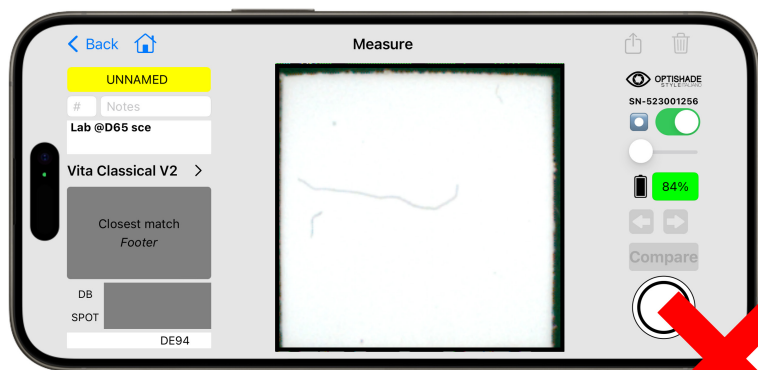 Back
Measure
UNNAMED
# Notes
Lab @D65 sce
Vita Classical V2
Closest match
Footer
DB
SPOT
DE94
OPTISHADE
STYLEITALIANO
SN-523001256
84%
Compare